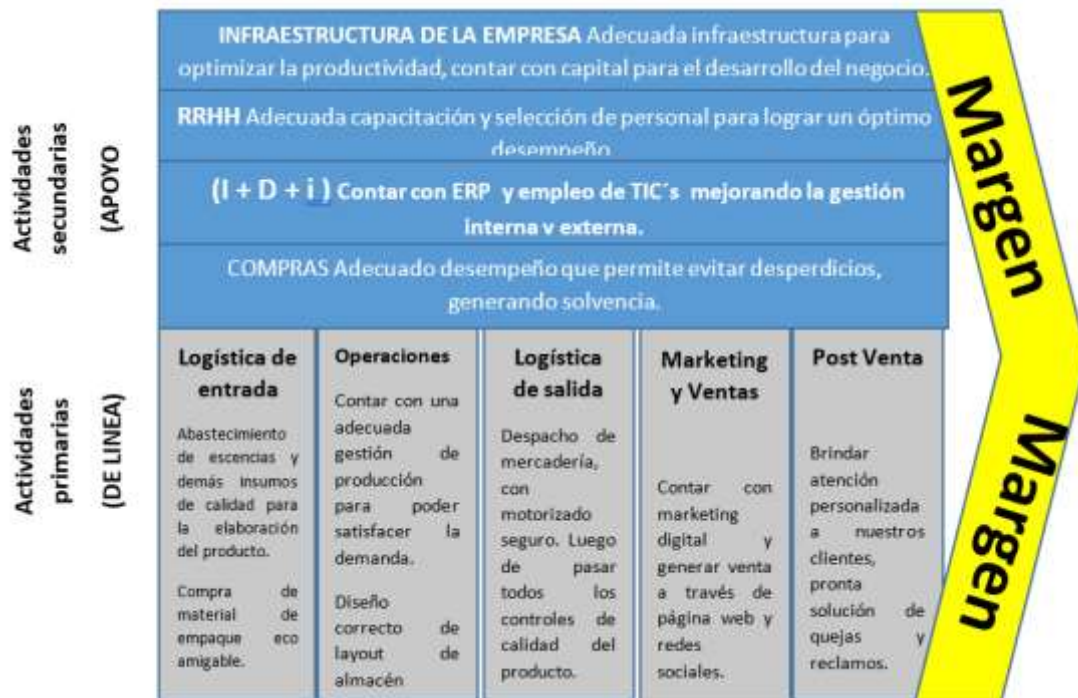 INFRAESTRUCTURA DE LA EMPRESA Adecuada infraestructura para
optimizar la productividad, contar con capital para el desarrollo del negocio.
RRHH Adecuada capacitación y selección de personal para lograr un óptimo
desempeño
(I + D + i ) Contar con ERP y empleo de TIC´s mejorando la gestión
interna y externa.
COMPRAS Adecuado desempeño que permite evitar desperdicios,
generando solvencia.
Actividades
secundarias
(APOYO
Margen
Logística de
entrada
Abastecimiento
de escencias y
demás insumos
de calidad para
la elaboración
del producto.
Compra de
material de
empaque eco
amigable.
Operaciones
Contar con una
adecuada
gestión de
producción
para poder
satisfacer la
demanda.
Diseño
correcto de
layout de
almacén
Logística
de salida
Despacho de
mercadería,
con
motorizado
seguro. Luego
de pasar
todos los
controles de
calidad del
producto.
Marketing
y Ventas
Contar con
marketing
digital y
generar venta
a través de
página web y
redes
sociales.
Post Venta
Brindar
atención
personalizada
a nuestros
clientes,
pronta
solución de
quejas y
reclamos.
Actividades
primarias
(DE LINEA)
Margen